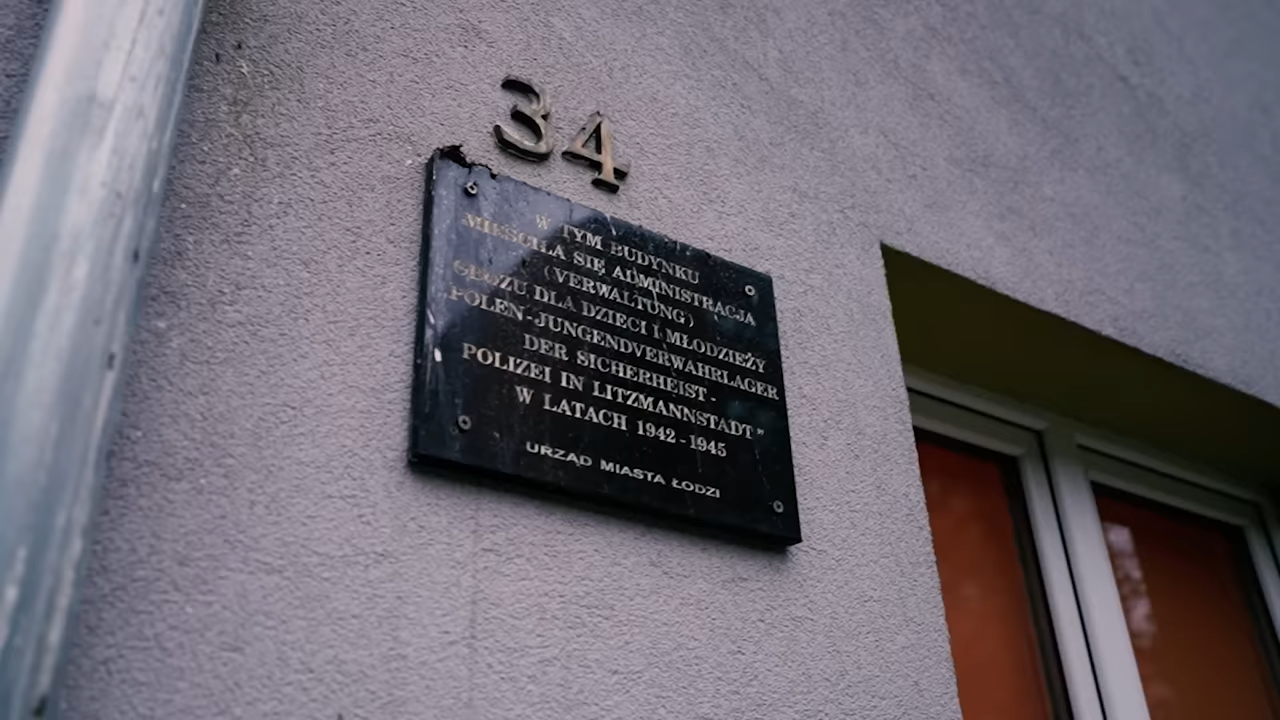 34
W TYM BUDYNKU
MIEŚCIŁA SIĘ ADMINISTRACJA
(VERWALTUNG)
OBOZU DLA DZIECI I MŁODZIEŻY
POLEN-JUNGENDVERWAHRLAGER
DER SICHERHEIST-
POLIZEI IN LITZMANNSTADT"
W LATACH 1942-1945
URZĄD MIASTA ŁODZI